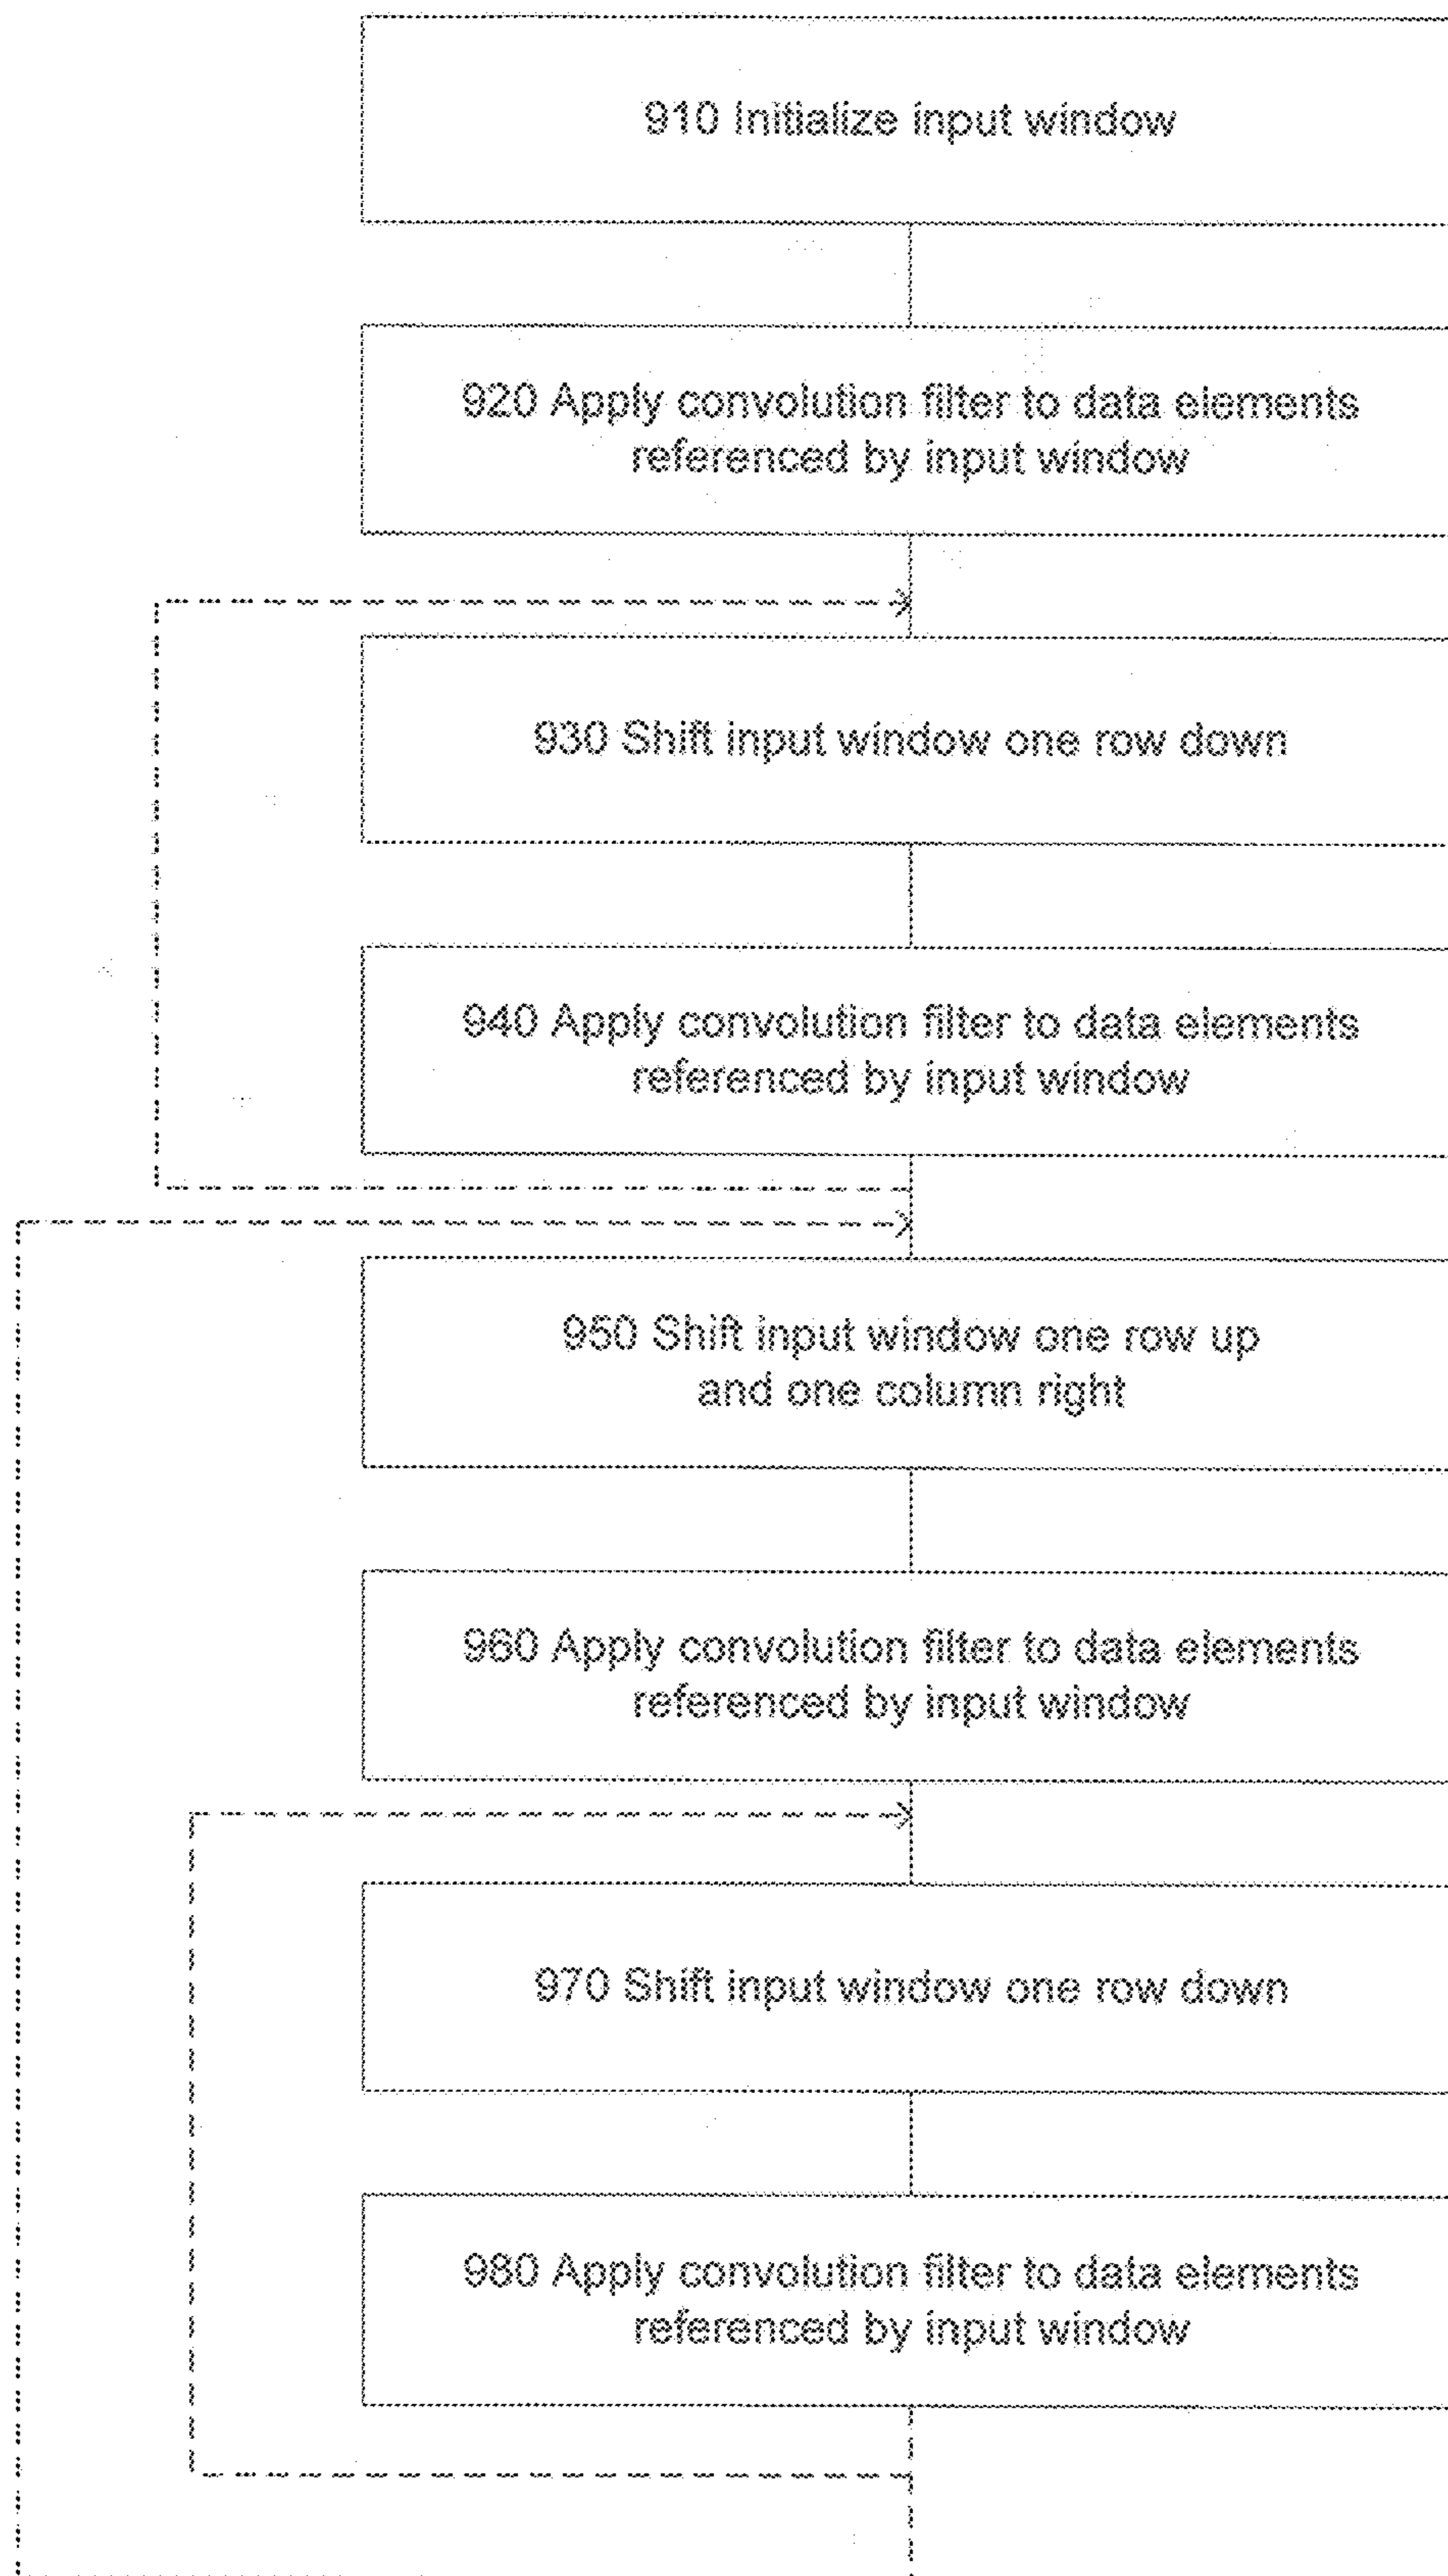 910 Initialize input window
920 Apply convolution filter to data elements
referenced by input window
930 Shift input window one row down
940 Apply convolution filter to data elements
referenced by input window
950 Shift input window one row up
and one column right
960 Apply convolution filter to data elements
referenced by input window
970 Shift input window one row down
980 Apply convolution filter to data elements
referenced by input window